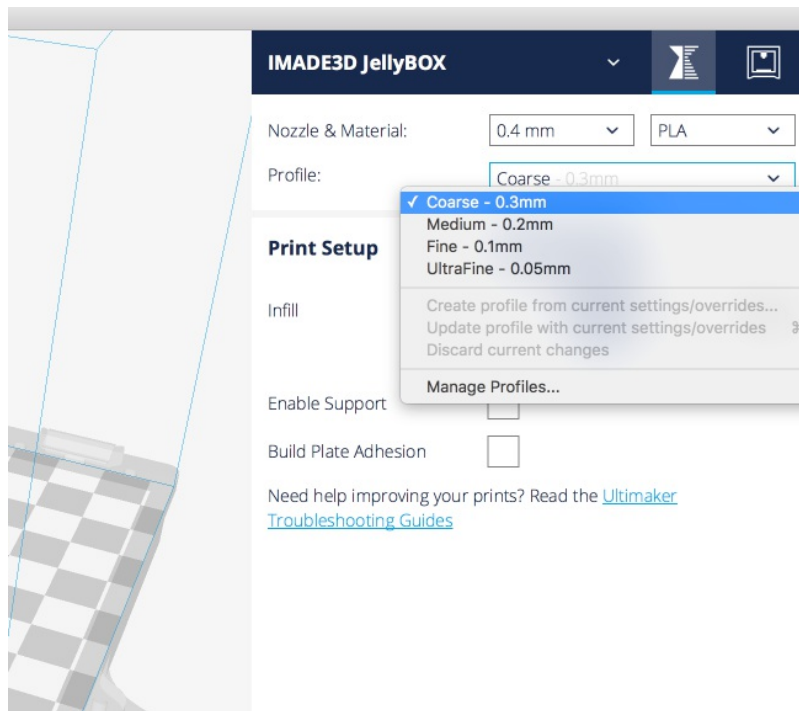 IMADE3D JellyBOX
Nozzle & Material: 0.4 mm PLA
Profile: Coarse - 0.3mm
✓ Coarse - 0.3mm
Medium - 0.2mm
Fine - 0.1mm
UltraFine - 0.05mm
Print Setup
Infill
Create profile from current settings/overrides...
Update profile with current settings/overrides
Discard current changes
Manage Profiles...
Enable Support
Build Plate Adhesion
Need help improving your prints? Read the Ultimaker
Troubleshooting Guides